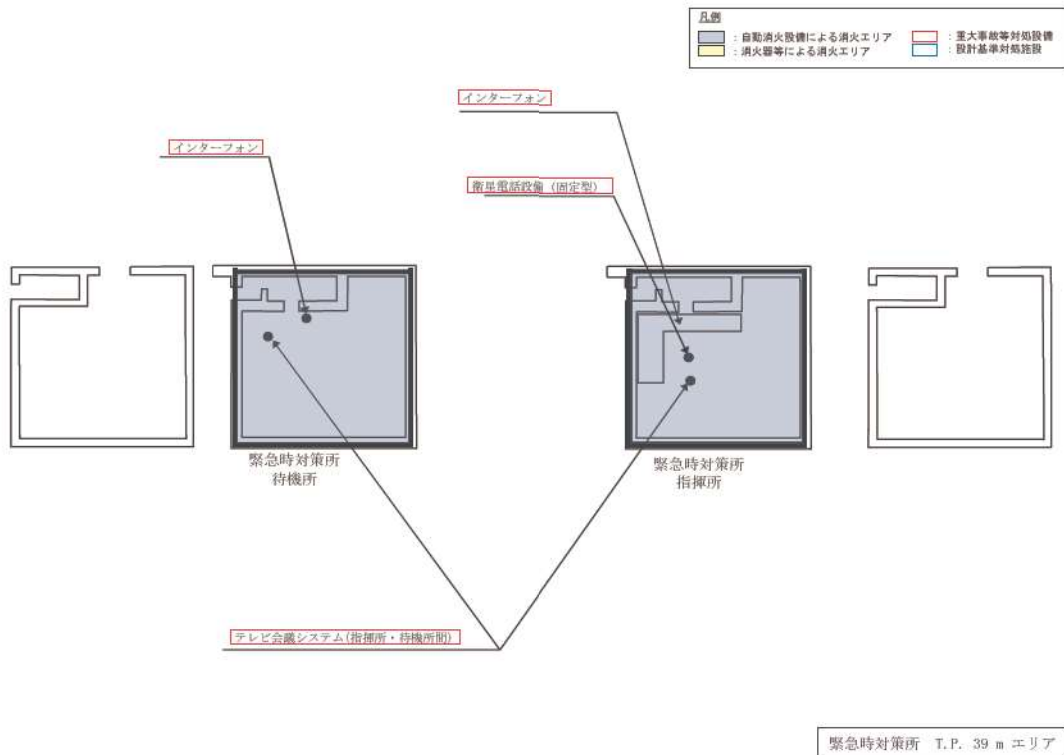 凡例
：自動消火設備による消火エリア
：重大事故等対処設備
：消火器等による消火エリア
：設計基準対処施設
インターフォン
インターフォン
衛星電話設備（固定型）
緊急時対策所
待機所
緊急時対策所
指揮所
テレビ会議システム(指揮所・待機所間)
緊急時対策所 T.P. 39 m エリア